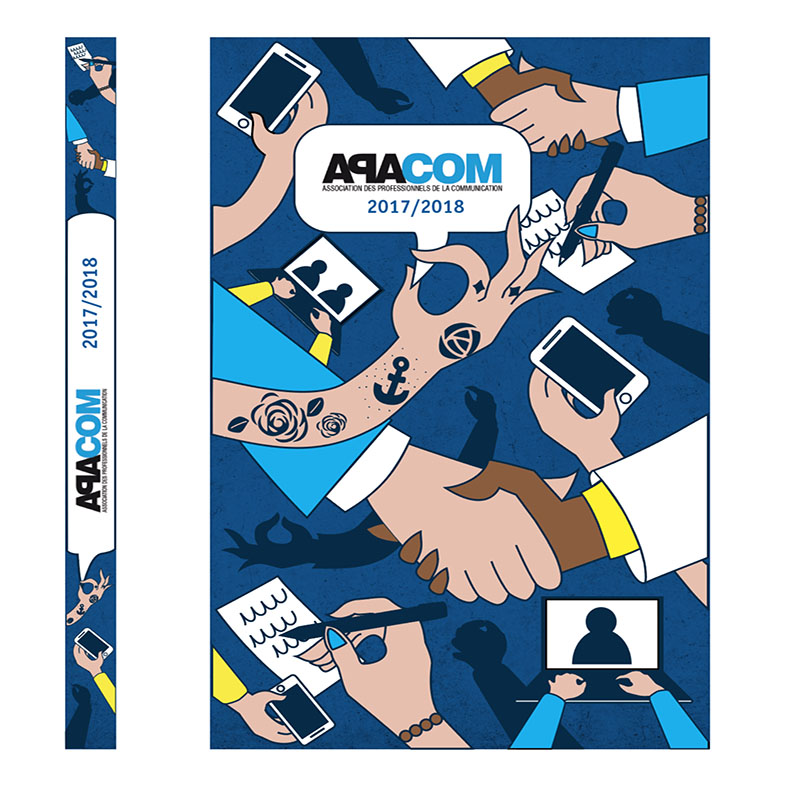 2017/2018
APACOM
ASSOCIATION DES PROFESSIONNELS DE LA COMMUNICATION
APACOM
ASSOCIATION DES PROFESSIONNELS DE LA COMMUNICATION
2017/2018